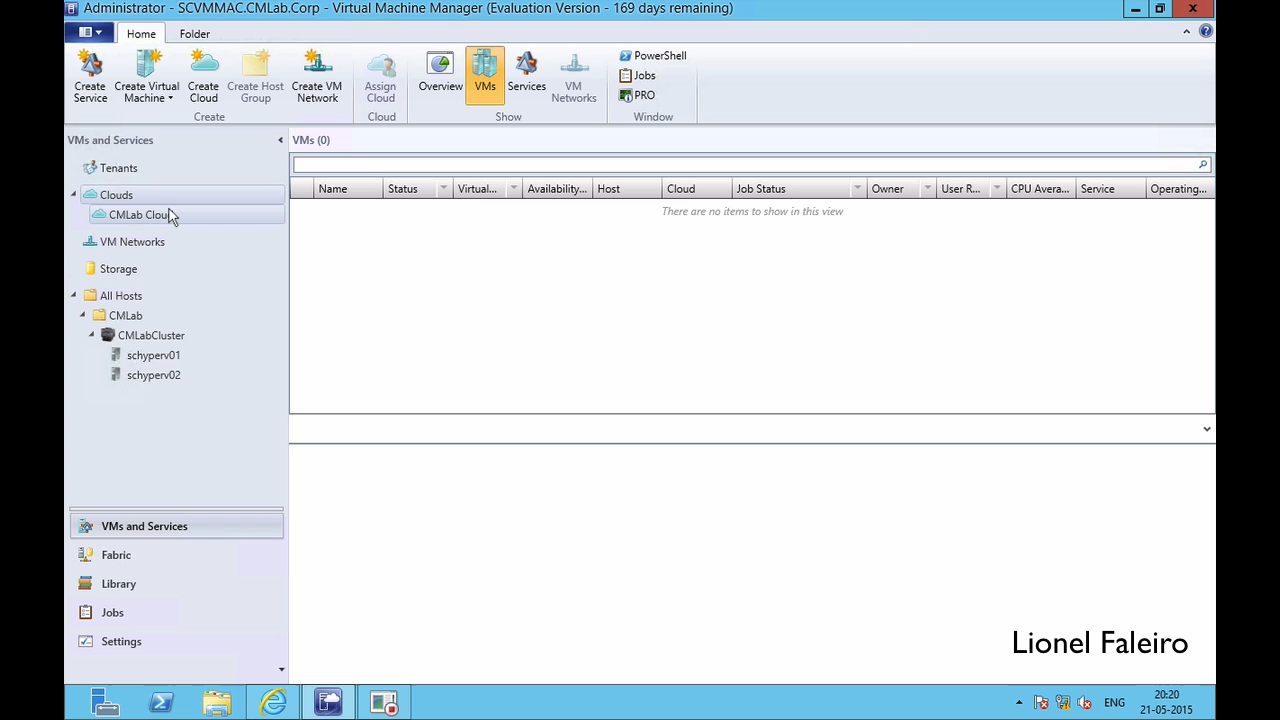 Administrator - SCVMMAC.CMLab.Corp - Virtual Machine Manager (Evaluation Version - 169 days remaining)
Home
Folder
Create Service
Create Virtual Machine
Create Cloud
Create Host Group
Create VM Network
Assign Cloud
Overview
VMs
Services
VM Networks
PowerShell
Jobs
PRO
Create
Cloud
Show
Window
VMs and Services
VMs (0)
Tenants
Clouds
CMLab Cloud
VM Networks
Storage
All Hosts
CMLab
CMLabCluster
schyperv01
schyperv02
Name
Status
Virtual...
Availability...
Host
Cloud
Job Status
Owner
User R...
CPU Avera...
Service
Operating...
There are no items to show in this view
VMs and Services
Fabric
Library
Jobs
Settings
Lionel Faleiro
ENG
20:20
21-05-2015